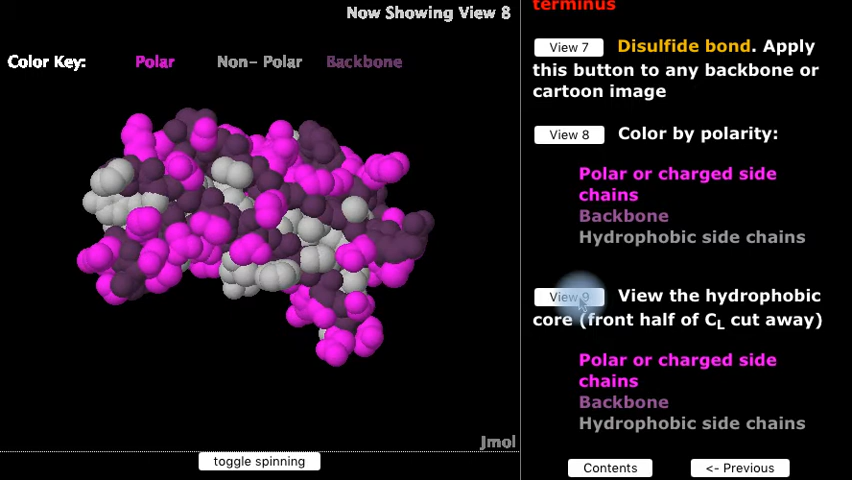 Now Showing View 8
Color Key: Polar Non- Polar Backbone
Jmol
toggle spinning
terminus
View 7 Disulfide bond. Apply
this button to any backbone or
cartoon image
View 8 Color by polarity:
Polar or charged side
chains
Backbone
Hydrophobic side chains
View 9 View the hydrophobic
core (front half of CL cut away)
Polar or charged side
chains
Backbone
Hydrophobic side chains
Contents <- Previous